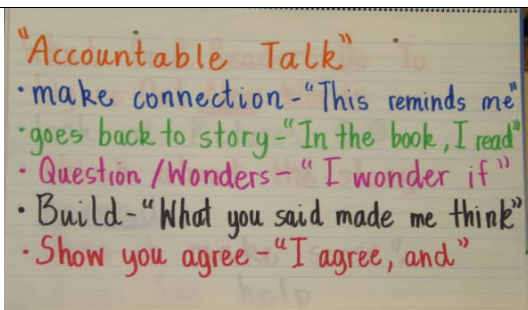 "Accountable Talk"
• make connection - "This reminds me"
• goes back to story - "In the book, I read"
• Question / Wonders - "I wonder if"
• Build - "What you said made me think"
• Show you agree - "I agree, and"
help